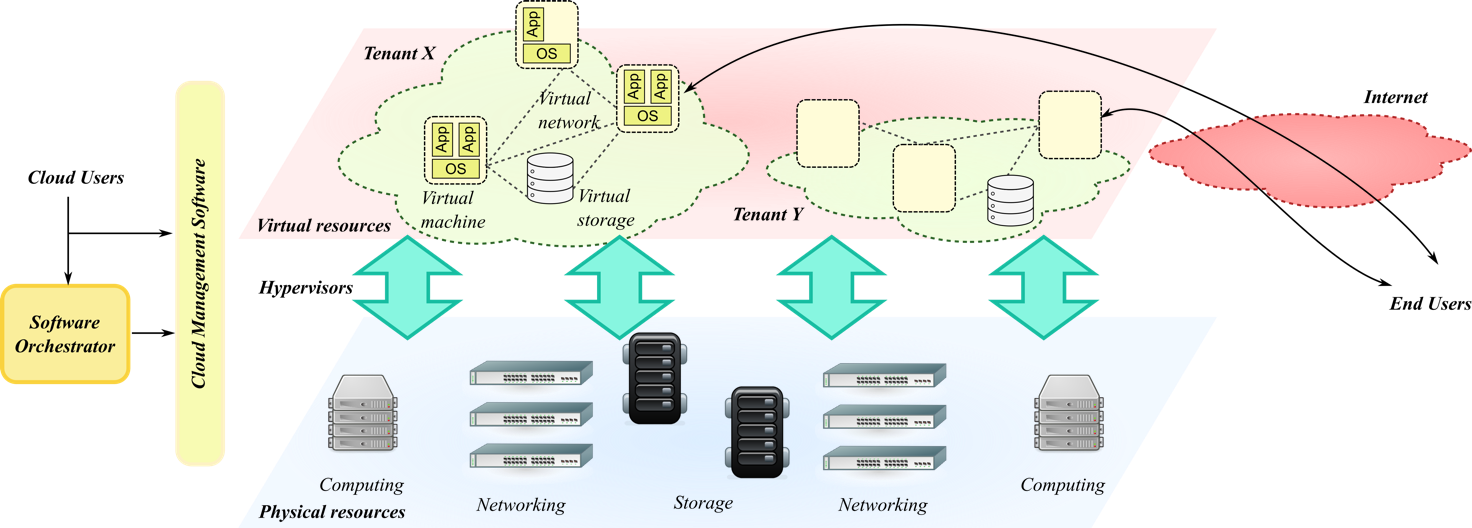 App
OS
Tenant X
App
App
OS
Virtual
network
App
App
OS
Virtual
machine
Virtual
storage
Tenant Y
Internet
Virtual resources
Cloud Users
Cloud Management Software
Hypervisors
End Users
Software
Orchestrator
Computing
Networking
Storage
Networking
Computing
Physical resources